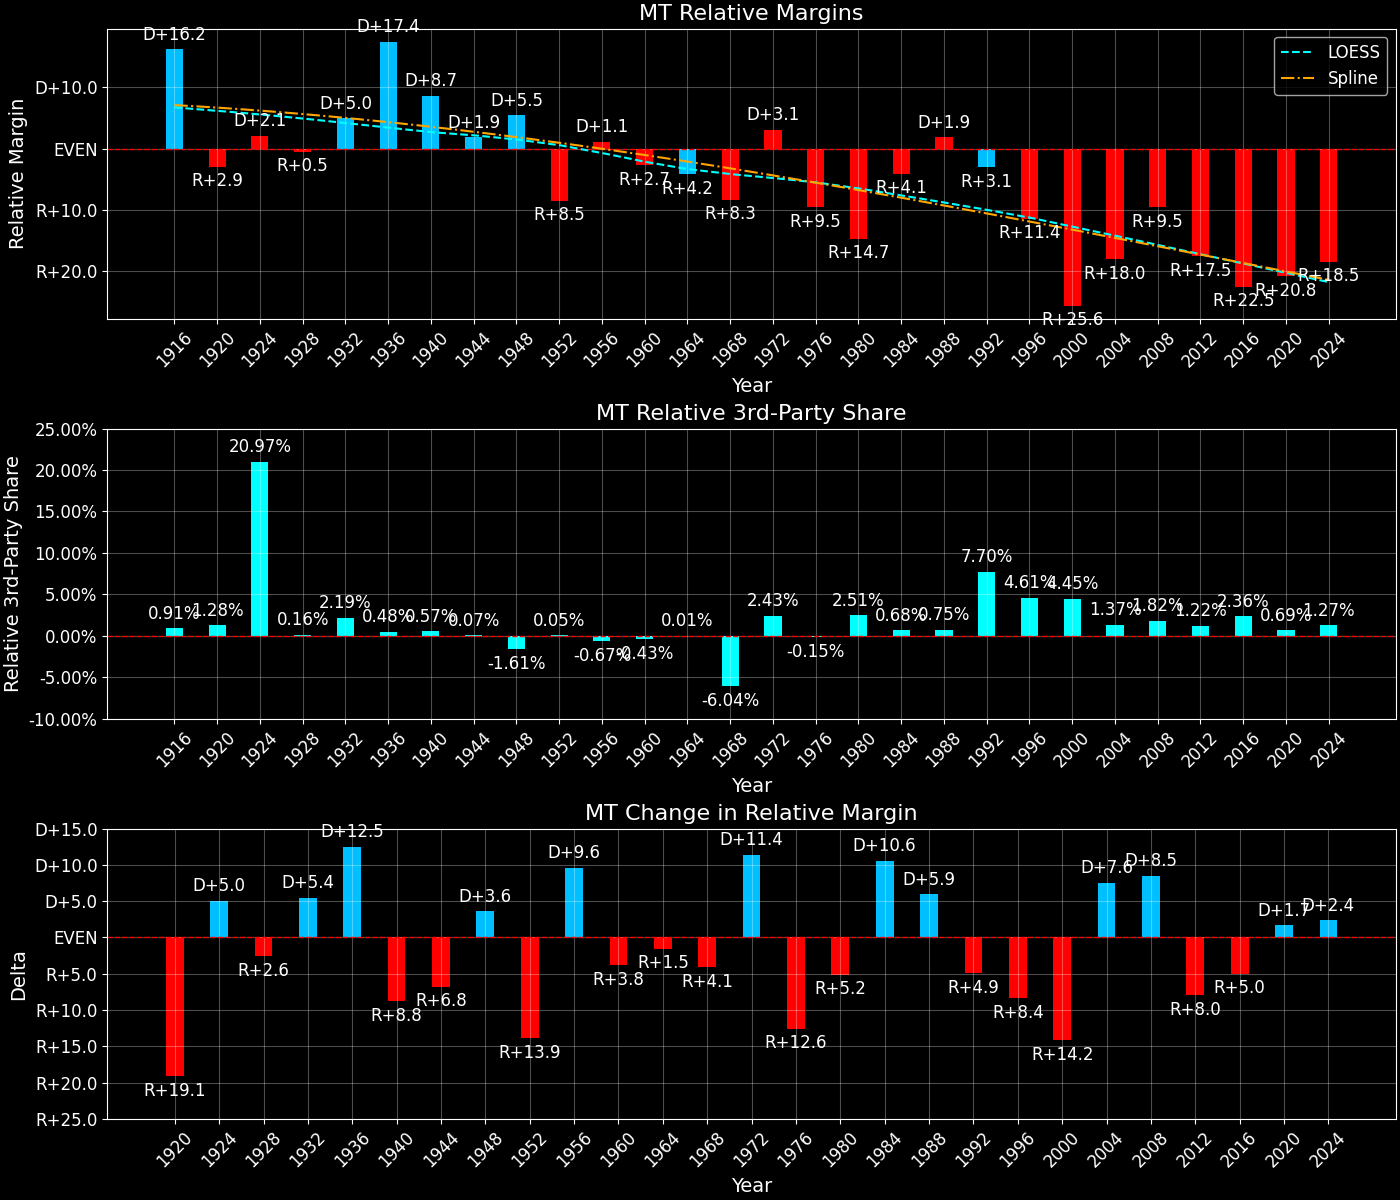 MT Relative Margins
Relative Margin
D+10.0
EVEN
R+10.0
R+20.0
D+16.2
R+2.9
D+2.1
R+0.5
D+5.0
D+17.4
D+8.7
D+1.9
D+5.5
R+8.5
D+1.1
R+2.7
R+4.2
R+8.3
D+3.1
R+9.5
R+14.7
R+4.1
D+1.9
R+3.1
R+11.4
R+25.6
R+18.0
R+9.5
R+17.5
R+22.5
R+20.8
R+18.5
LOESS
Spline
1916 1920 1924 1928 1932 1936 1940 1944 1948 1952 1956 1960 1964 1968 1972 1976 1980 1984 1988 1992 1996 2000 2004 2008 2012 2016 2020 2024
Year
MT Relative 3rd-Party Share
Relative 3rd-Party Share
25.00%
20.00%
15.00%
10.00%
5.00%
0.00%
-5.00%
-10.00%
0.91%
1.28%
20.97%
0.16%
2.19%
0.48%
0.57%
0.07%
-1.61%
0.05%
-0.67%
-0.43%
0.01%
-6.04%
2.43%
-0.15%
2.51%
0.68%
0.75%
7.70%
4.61%
4.45%
1.37%
1.82%
1.22%
2.36%
0.69%
1.27%
1916 1920 1924 1928 1932 1936 1940 1944 1948 1952 1956 1960 1964 1968 1972 1976 1980 1984 1988 1992 1996 2000 2004 2008 2012 2016 2020 2024
Year
MT Change in Relative Margin
Delta
D+15.0
D+10.0
D+5.0
EVEN
R+5.0
R+10.0
R+15.0
R+20.0
R+25.0
R+19.1
D+5.0
R+2.6
D+5.4
D+12.5
R+8.8
R+6.8
D+3.6
R+13.9
D+9.6
R+3.8
R+1.5
R+4.1
D+11.4
R+12.6
R+5.2
D+10.6
D+5.9
R+4.9
R+8.4
R+14.2
D+7.6
D+8.5
R+8.0
R+5.0
D+1.7
D+2.4
1920 1924 1928 1932 1936 1940 1944 1948 1952 1956 1960 1964 1968 1972 1976 1980 1984 1988 1992 1996 2000 2004 2008 2012 2016 2020 2024
Year